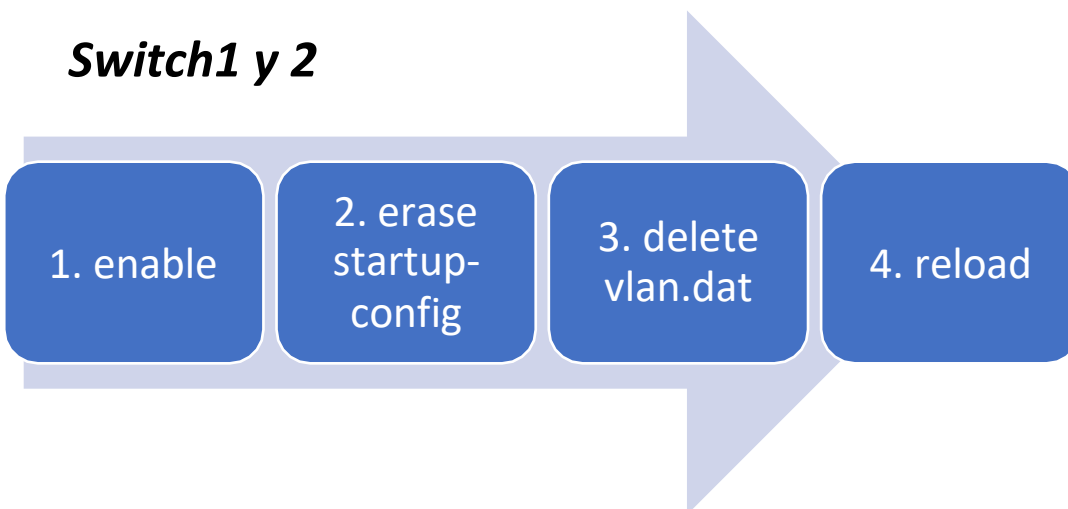 Switch1 y 2
1. enable
2. erase
startup-
config
3. delete
vlan.dat
4. reload